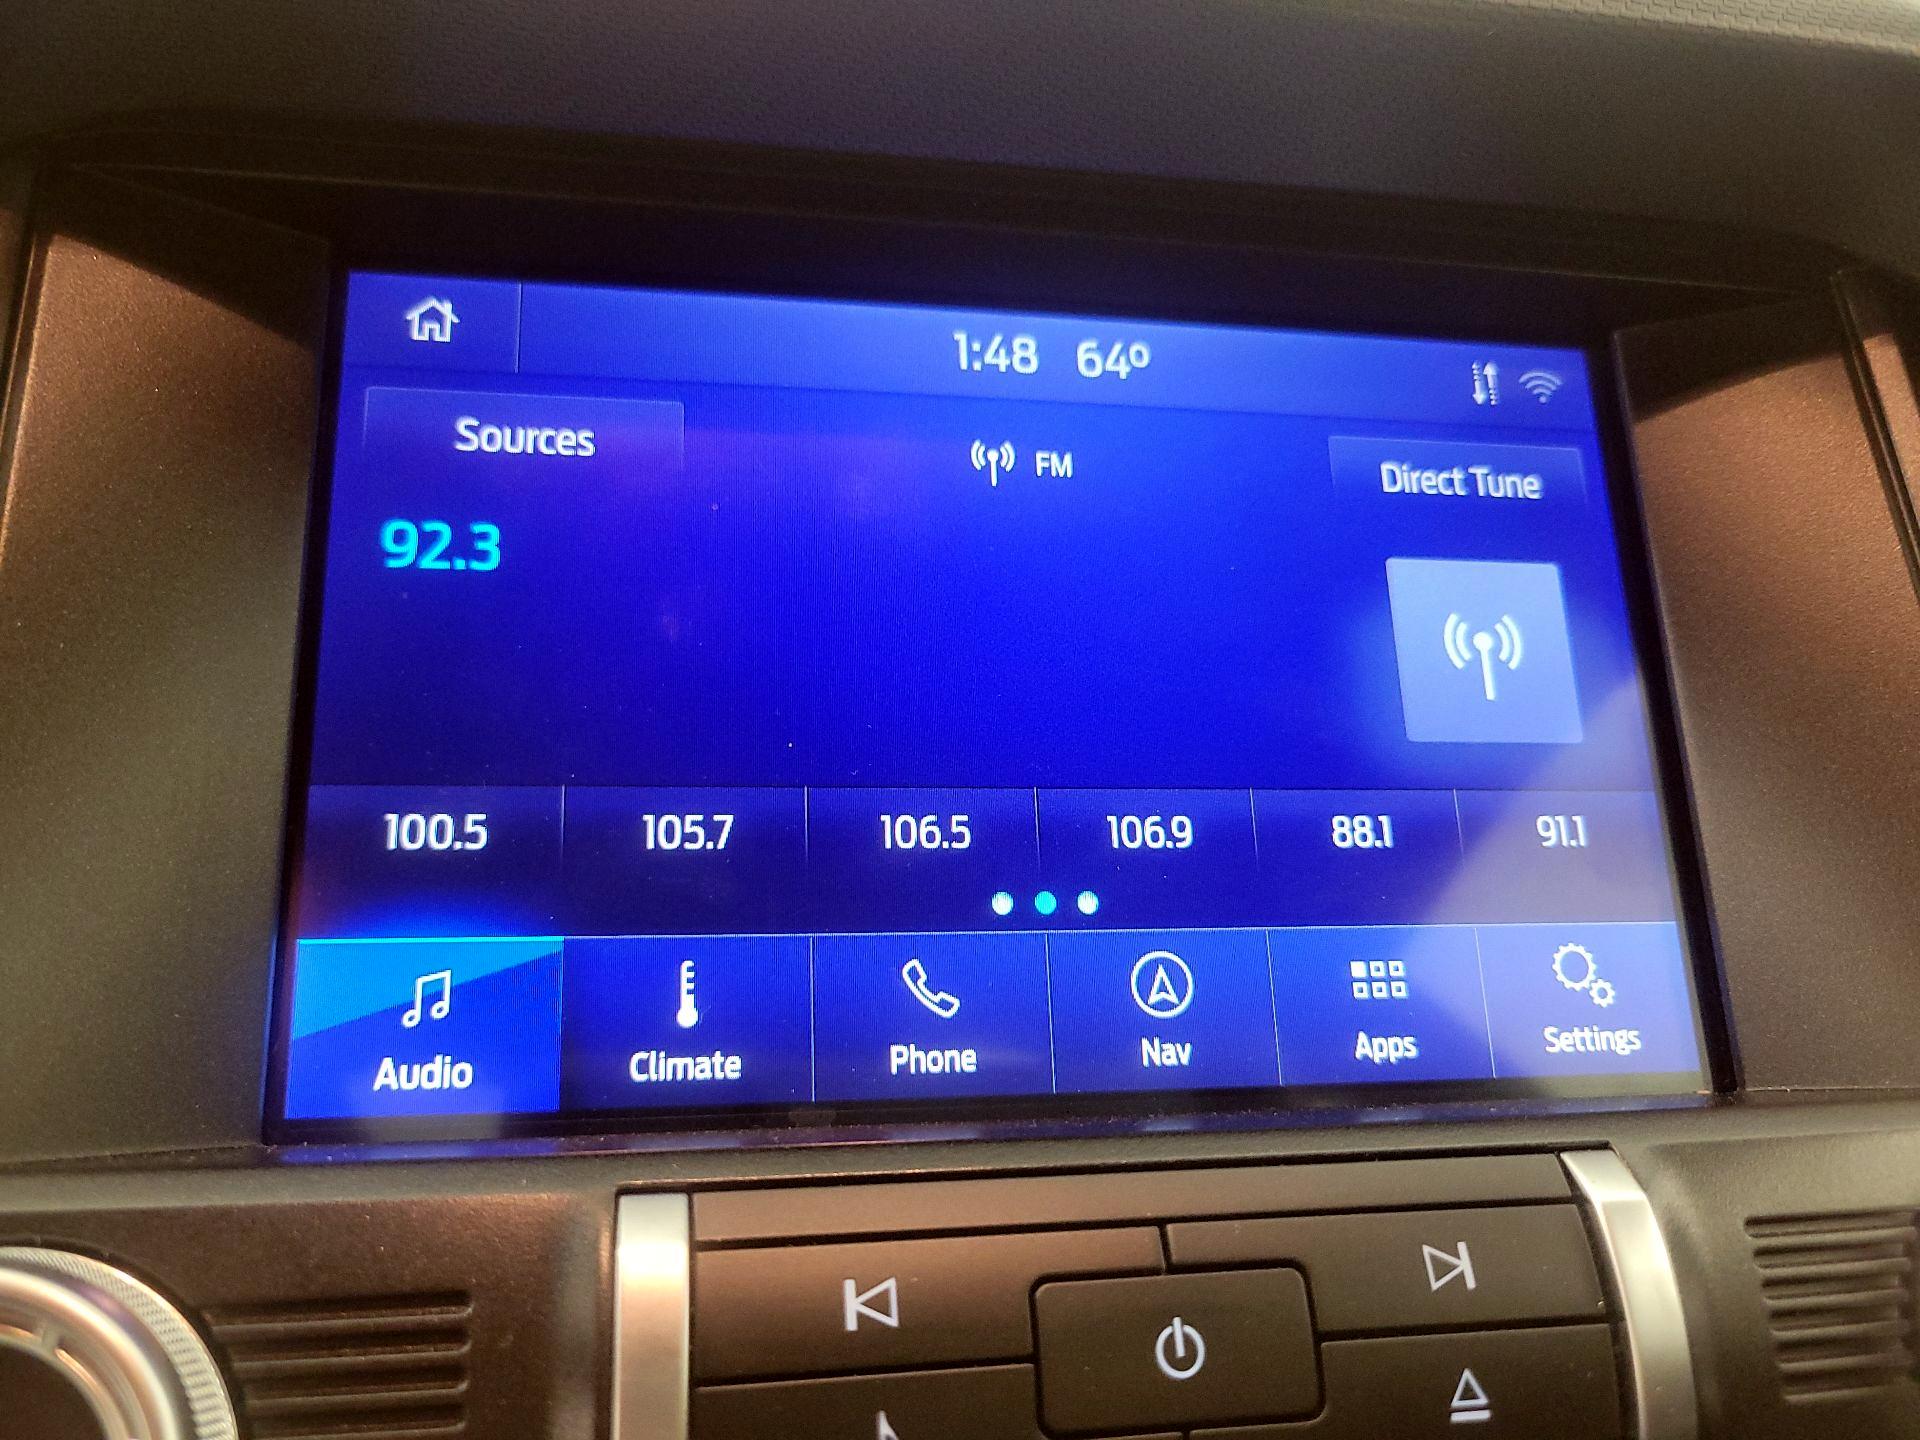 1:48 64°
Sources
FM
Direct Tune
92.3
100.5 105.7 106.5 106.9 88.1 91.1
Audio Climate Phone Nav Apps Settings